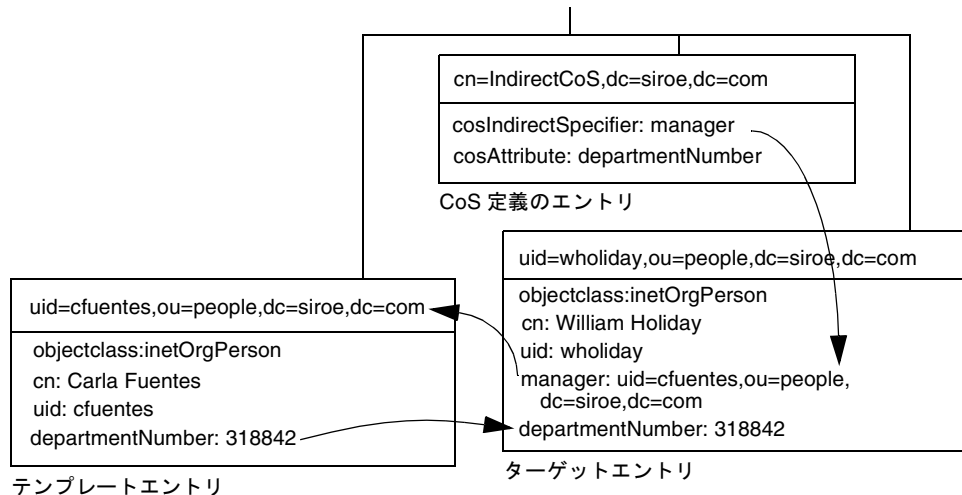 cn=IndirectCoS,dc=siroe,dc=com
cosIndirectSpecifier: manager
cosAttribute: departmentNumber
CoS 定義のエントリ
uid=wholiday,ou=people,dc=siroe,dc=com
objectclass:inetOrgPerson
cn: William Holiday
uid: wholiday
manager: uid=cfuentes,ou=people,
dc=siroe,dc=com
departmentNumber: 318842
ターゲットエントリ
uid=cfuentes,ou=people,dc=siroe,dc=com
objectclass:inetOrgPerson
cn: Carla Fuentes
uid: cfuentes
departmentNumber: 318842
テンプレートエントリ